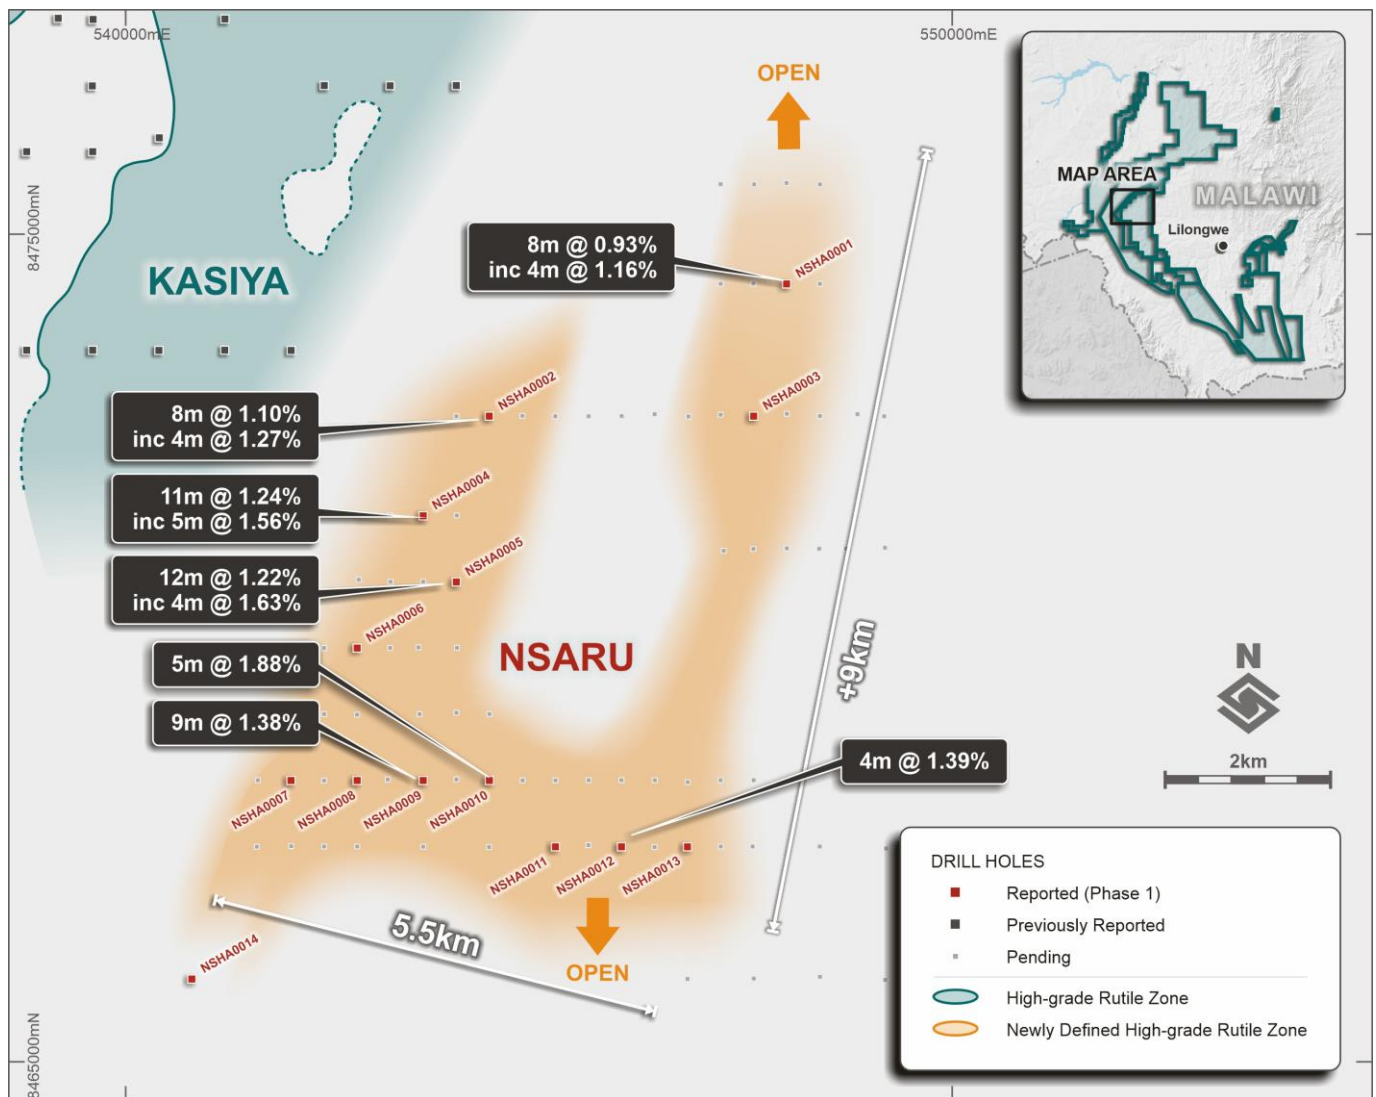 540000mE
550000mE
OPEN
8475000mN
MAP AREA
MALAWI
Lilongwe
8m @ 0.93%
inc 4m @ 1.16%
NSHA0001
KASIYA
NSHA0002
NSHA0003
8m @ 1.10%
inc 4m @ 1.27%
NSHA0004
11m @ 1.24%
inc 5m @ 1.56%
NSHA0005
12m @ 1.22%
inc 4m @ 1.63%
NSHA0006
NSARU
+9km
5m @ 1.88%
N
9m @ 1.38%
4m @ 1.39%
2km
NSHA0007
NSHA0008
NSHA0009
NSHA0010
NSHA0011
NSHA0012
NSHA0013
5.5km
NSHA0014
OPEN
8465000mN
DRILL HOLES
Reported (Phase 1)
Previously Reported
Pending
High-grade Rutile Zone
Newly Defined High-grade Rutile Zone